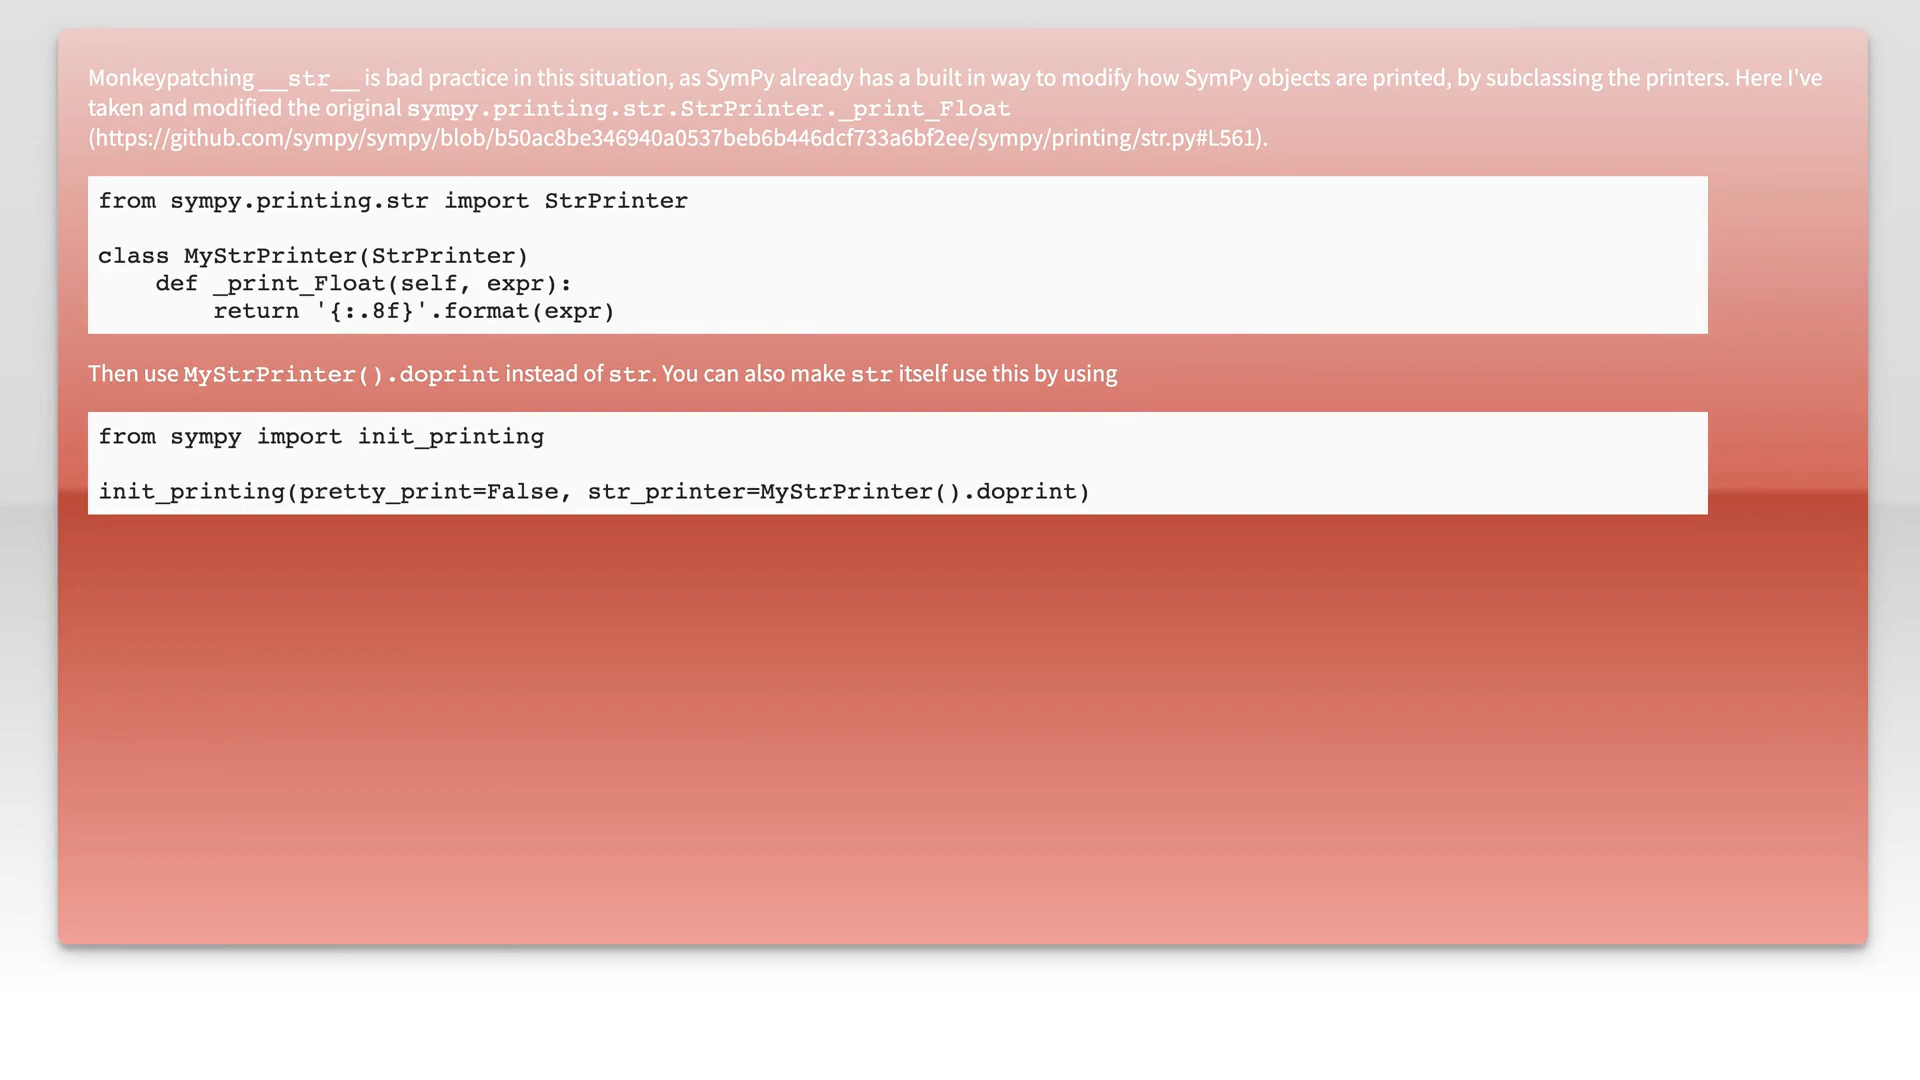 Monkeypatching __str__ is bad practice in this situation, as SymPy already has a built in way to modify how SymPy objects are printed, by subclassing the printers. Here I've
taken and modified the original sympy.printing.str.StrPrinter._print_Float
(https://github.com/sympy/sympy/blob/b50ac8be346940a0537beb6b446dcf733a6bf2ee/sympy/printing/str.py#L561).
from sympy.printing.str import StrPrinter
class MyStrPrinter(StrPrinter)
    def _print_Float(self, expr):
        return '{:.8f}'.format(expr)
Then use MyStrPrinter().doprint instead of str. You can also make str itself use this by using
from sympy import init_printing
init_printing(pretty_print=False, str_printer=MyStrPrinter().doprint)